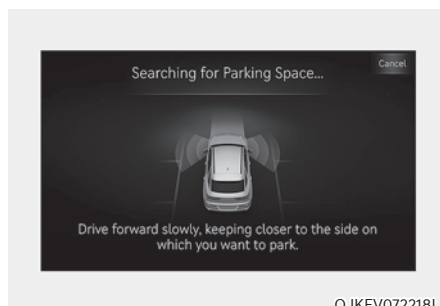 Cancel
Searching for Parking Space...
Drive forward slowly, keeping closer to the side on
which you want to park.
OJKEV072218L